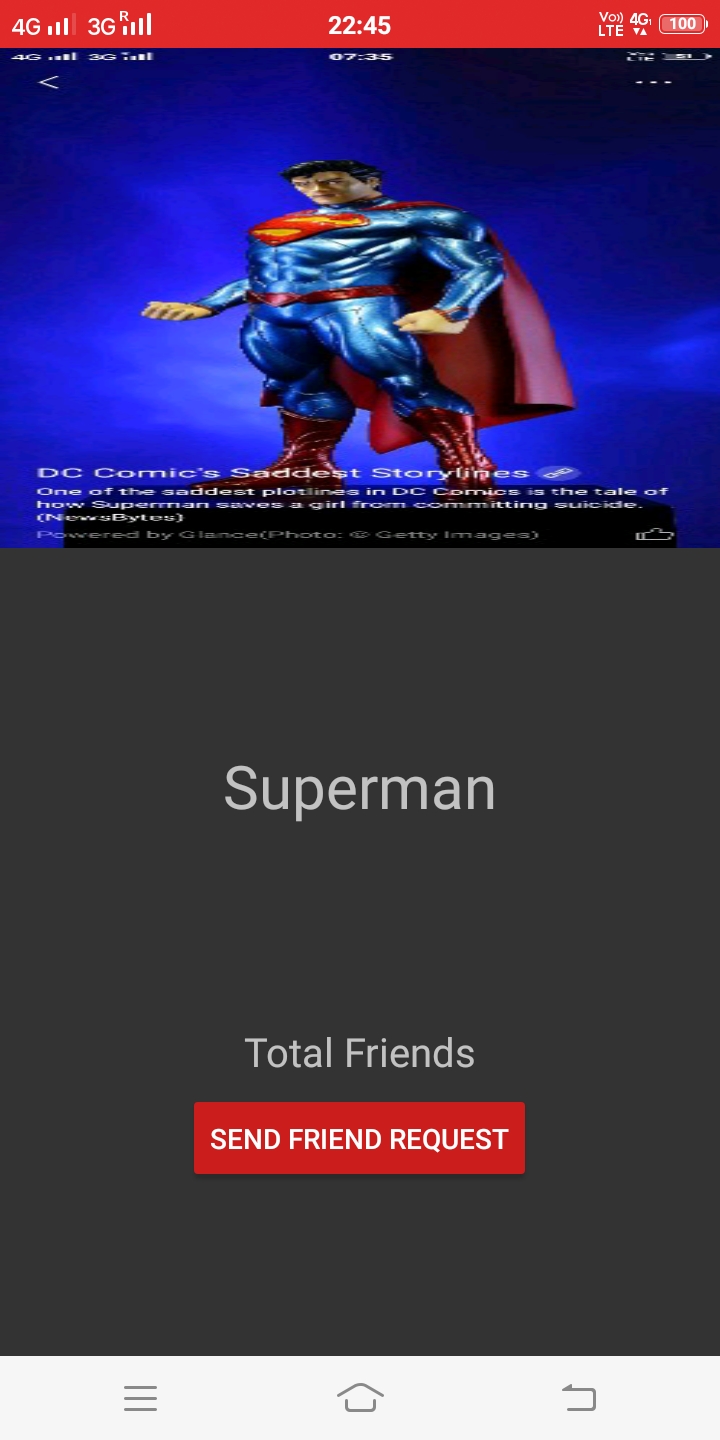 4G 3G R 22:45 Vo)) LTE 4G 100
4G 3G 07:35 LTE
DC Comic's Saddest Storylines
One of the saddest plotlines in DC Comics is the tale of
how Superman saves a girl from committing suicide.
(NewsBytes)
Powered by Glance(Photo: © Getty Images)
Superman
Total Friends
SEND FRIEND REQUEST